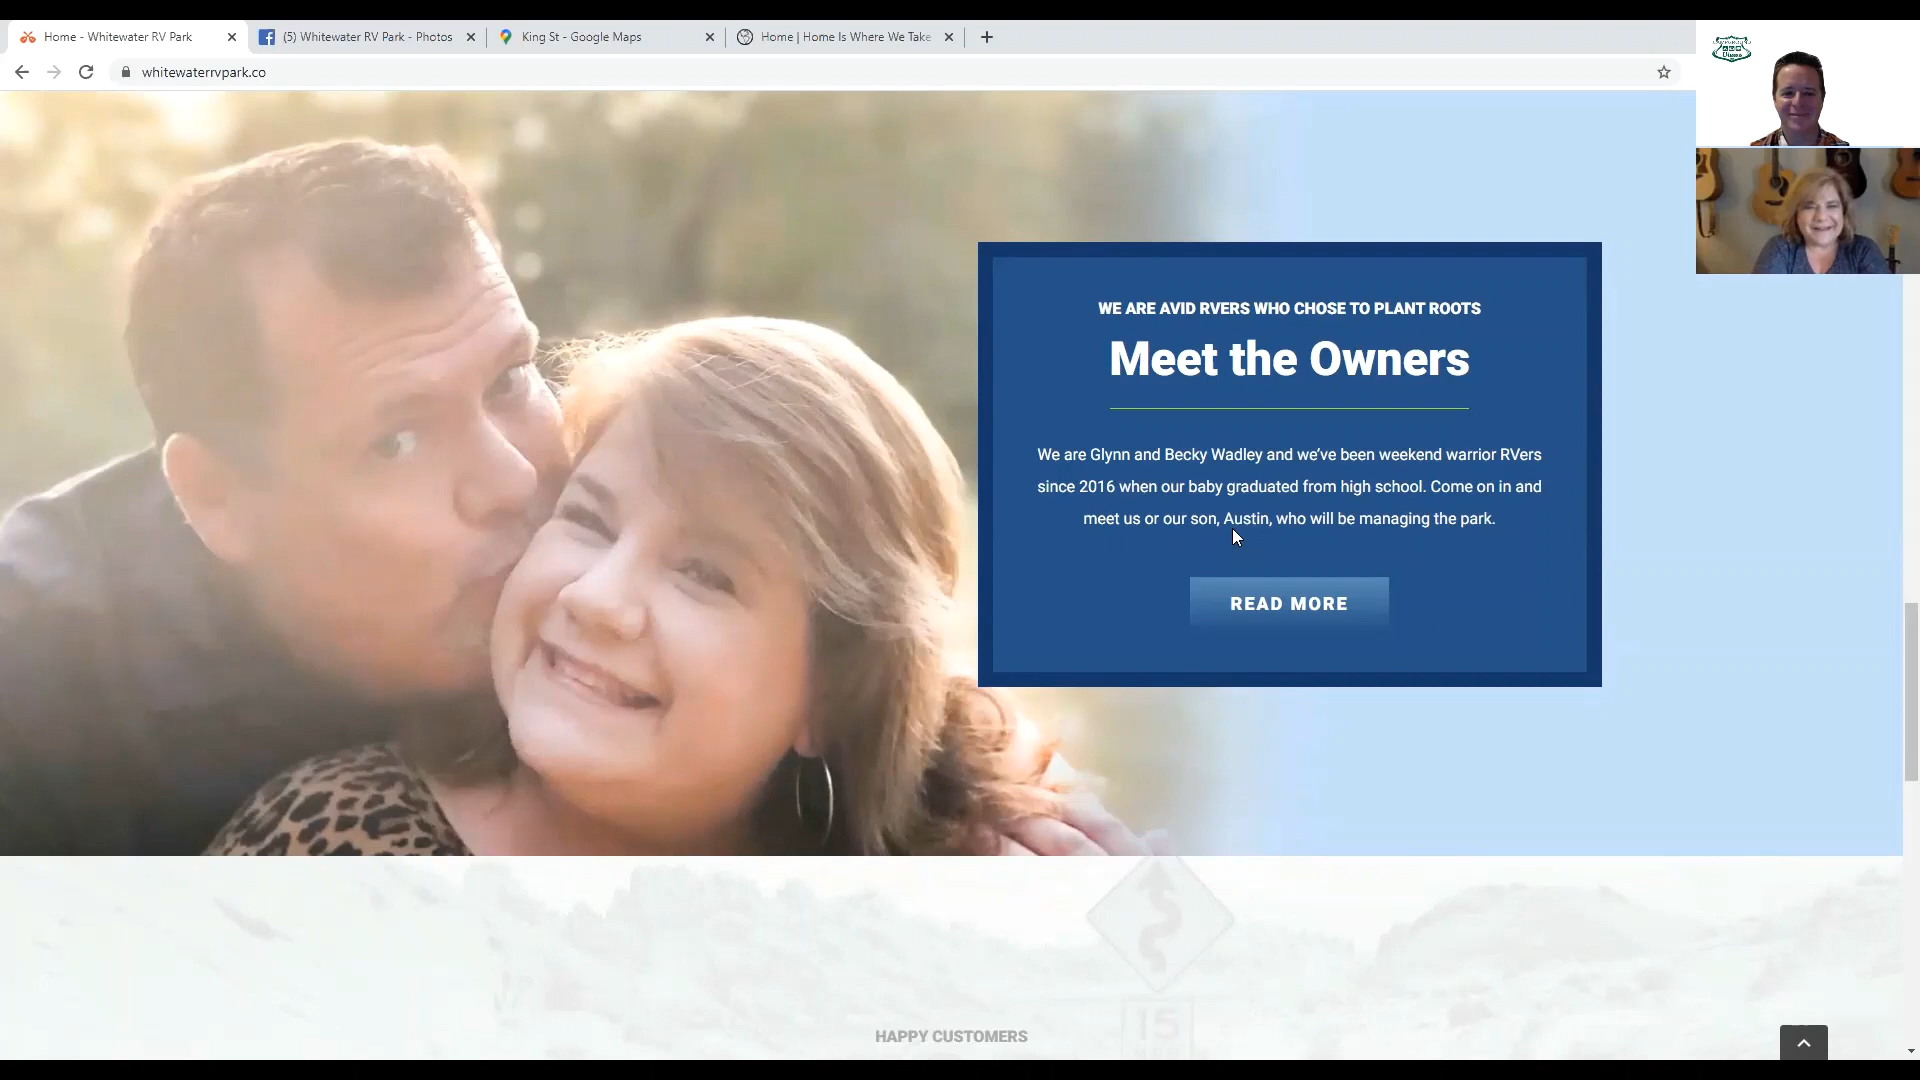 Home - Whitewater RV Park
(5) Whitewater RV Park - Photos
King St - Google Maps
Home | Home Is Where We Take
whitewaterrvpark.co
WE ARE AVID RVERS WHO CHOSE TO PLANT ROOTS
Meet the Owners
We are Glynn and Becky Wadley and we've been weekend warrior RVers
since 2016 when our baby graduated from high school. Come on in and
meet us or our son, Austin, who will be managing the park.
READ MORE
15
HAPPY CUSTOMERS